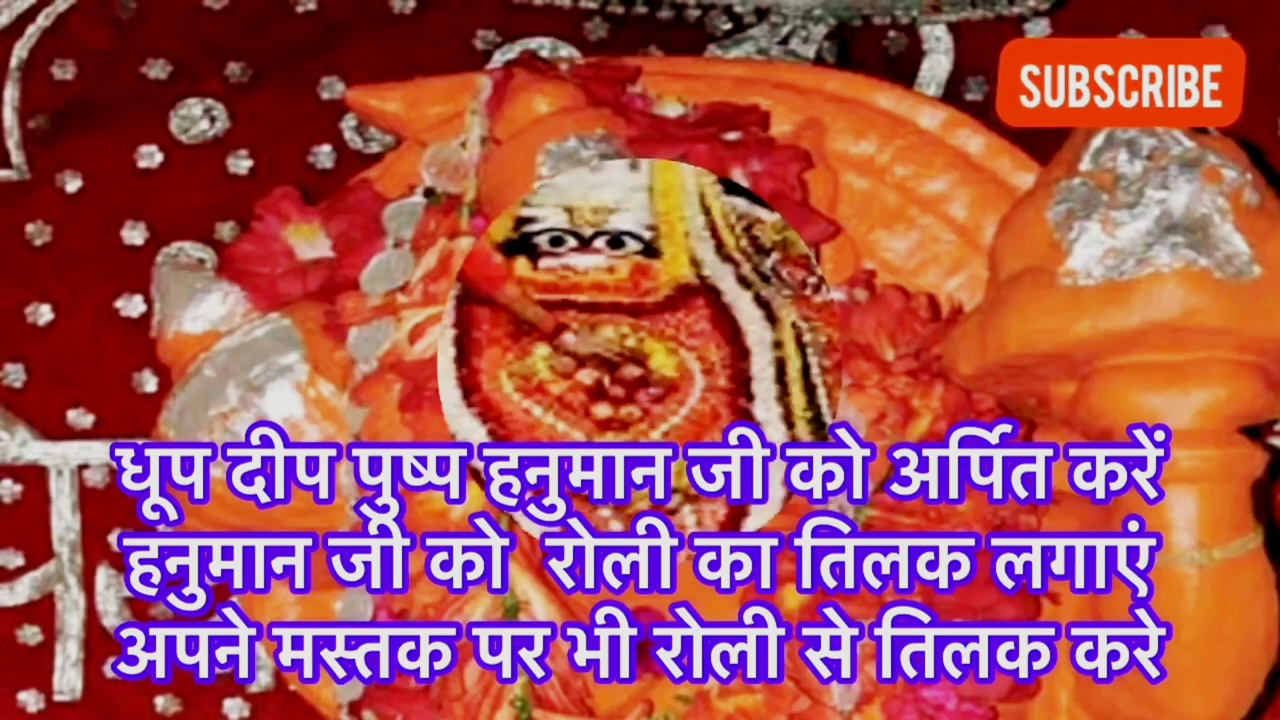 SUBSCRIBE
धूप दीप पुष्प हनुमान जी को अर्पित करें
हनुमान जी को रोली का तिलक लगाएं
अपने मस्तक पर भी रोली से तिलक करे